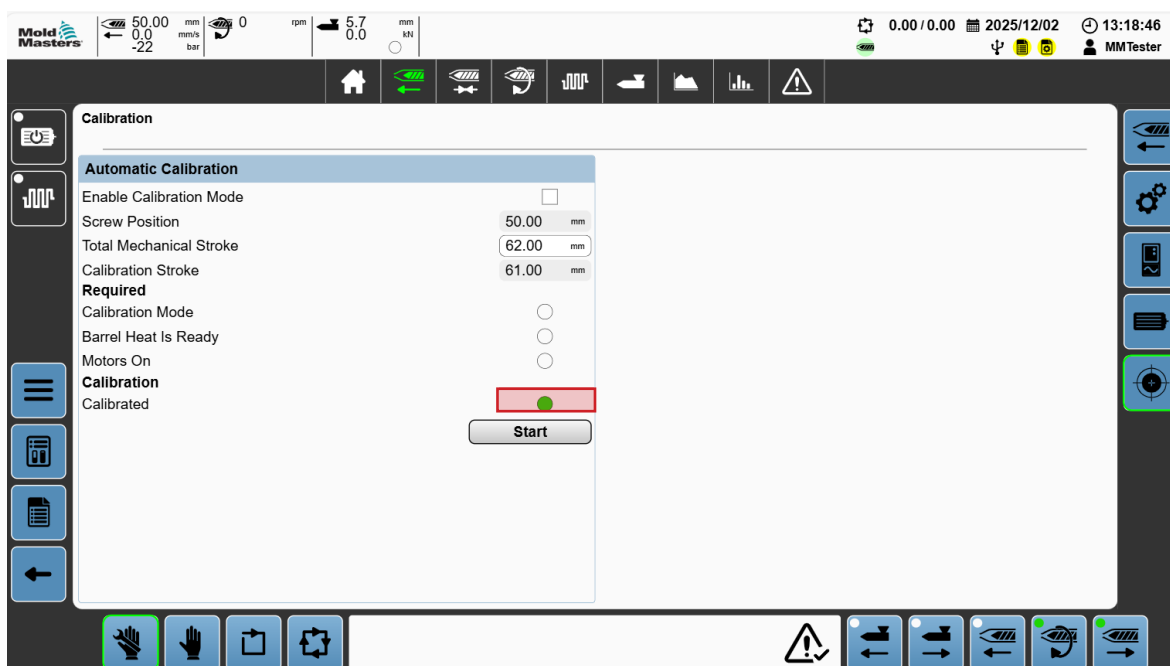 Mold Masters
50.00 mm
0.0 mm/s
-22 bar
0 rpm
5.7 mm
0.0 kN
0.00 / 0.00 2025/12/02 13:18:46
MMTester
Calibration
Automatic Calibration
Enable Calibration Mode
Screw Position 50.00 mm
Total Mechanical Stroke 62.00 mm
Calibration Stroke 61.00 mm
Required
Calibration Mode
Barrel Heat Is Ready
Motors On
Calibration
Calibrated
Start